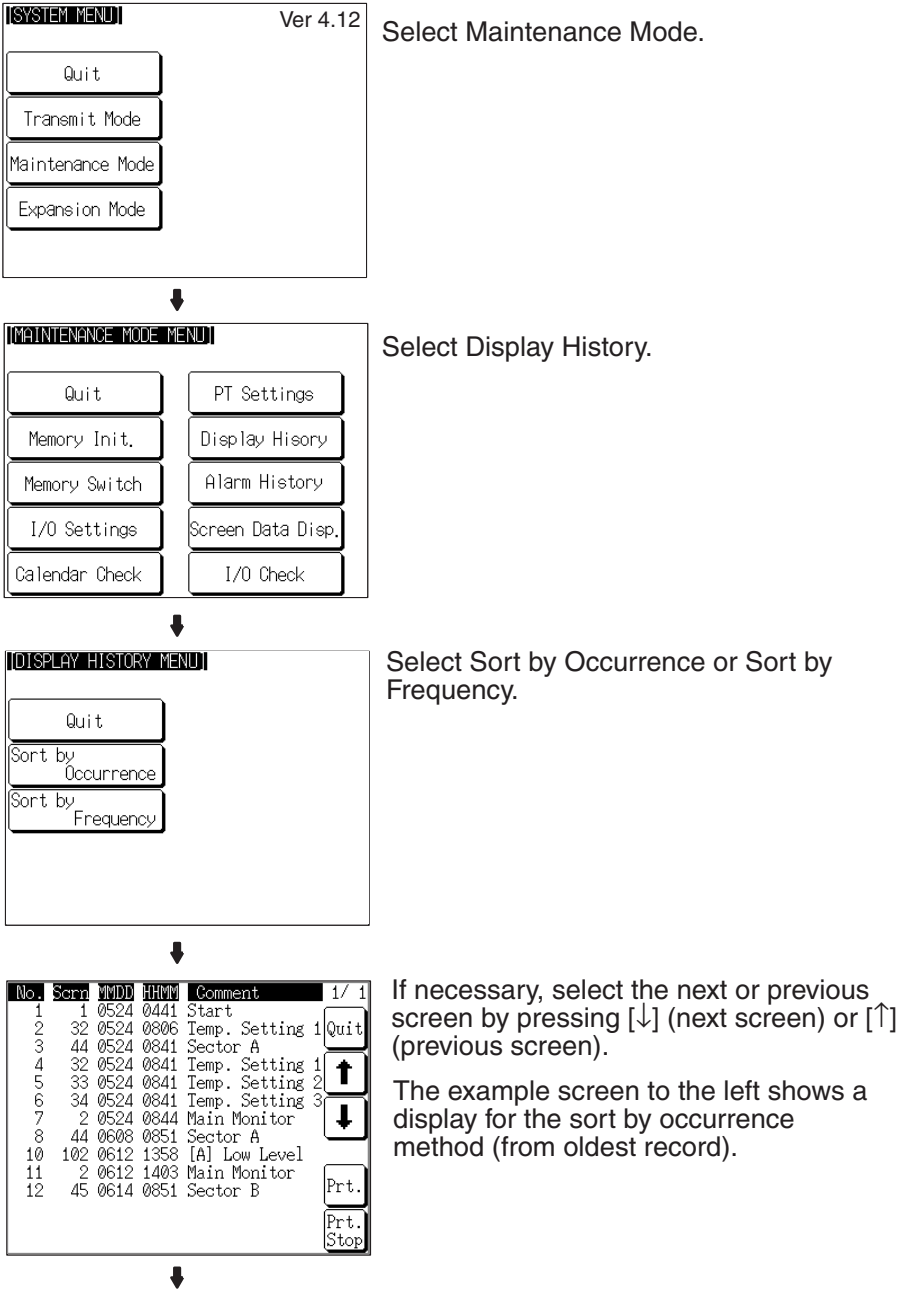 [SYSTEM MENU]
Ver 4.12
Quit
Transmit Mode
Maintenance Mode
Expansion Mode
Select Maintenance Mode.
[MAINTENANCE MODE MENU]
Quit
PT Settings
Memory Init.
Display Hisory
Memory Switch
Alarm History
I/O Settings
Screen Data Disp.
Calendar Check
I/O Check
Select Display History.
[DISPLAY HISTORY MENU]
Quit
Sort by
Occurrence
Sort by
Frequency
Select Sort by Occurrence or Sort by
Frequency.
No. Scrn MMDD HHMM Comment 1/ 1
1 1 0524 0441 Start
2 32 0524 0806 Temp. Setting 1
3 44 0524 0841 Sector A
4 32 0524 0841 Temp. Setting 1
5 33 0524 0841 Temp. Setting 2
6 34 0524 0841 Temp. Setting 3
7 2 0524 0844 Main Monitor
8 44 0608 0851 Sector A
10 102 0612 1358 [A] Low Level
11 2 0612 1403 Main Monitor
12 45 0614 0851 Sector B
Quit
↑
↓
Prt.
Prt.
Stop
If necessary, select the next or previous
screen by pressing [↓] (next screen) or [↑]
(previous screen).
The example screen to the left shows a
display for the sort by occurrence
method (from oldest record).